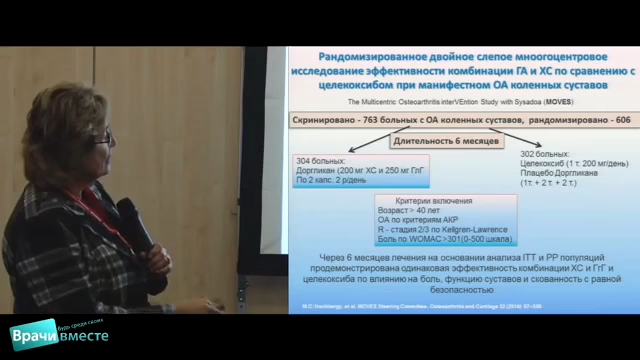 Рандомизированное двойное слепое мноогоцентровое
исследование эффективности комбинации ГА и ХС по сравнению с
целекоксибом при манифестном ОА коленных суставов
The Multicentric Osteoarthritis interVEntion Study with Sysadoa (MOVES)
Скринировано - 763 больных с ОА коленных суставов, рандомизировано - 606
Длительность 6 месяцев
304 больных:
Доргликан (200 мг ХС и 250 мг ГлГ
По 2 капс. 2 р/день
302 больных:
Целекоксиб (1 т. 200 мг/день)
Плацебо Доргликана
(1т. + 2 т. + 2 т.)
Критерии включения
Возраст > 40 лет
ОА по критериям АКР
R - стадия 2/3 по Kellgren-Lawrence
Боль по WOMAC >301(0-500 шкала)
Через 6 месяцев лечения на основании анализа ITT и PP популяций
продемонстрирована одинаковая эффективность комбинации ХС и ГгГ и
целекоксиба по влиянию на боль, функцию суставов и скованность с равной
безопасностью
et al. MOVES Steering Committee. Osteoarthritis and Cartilage 22 (2014)
будь среди своих
Врачи вместе